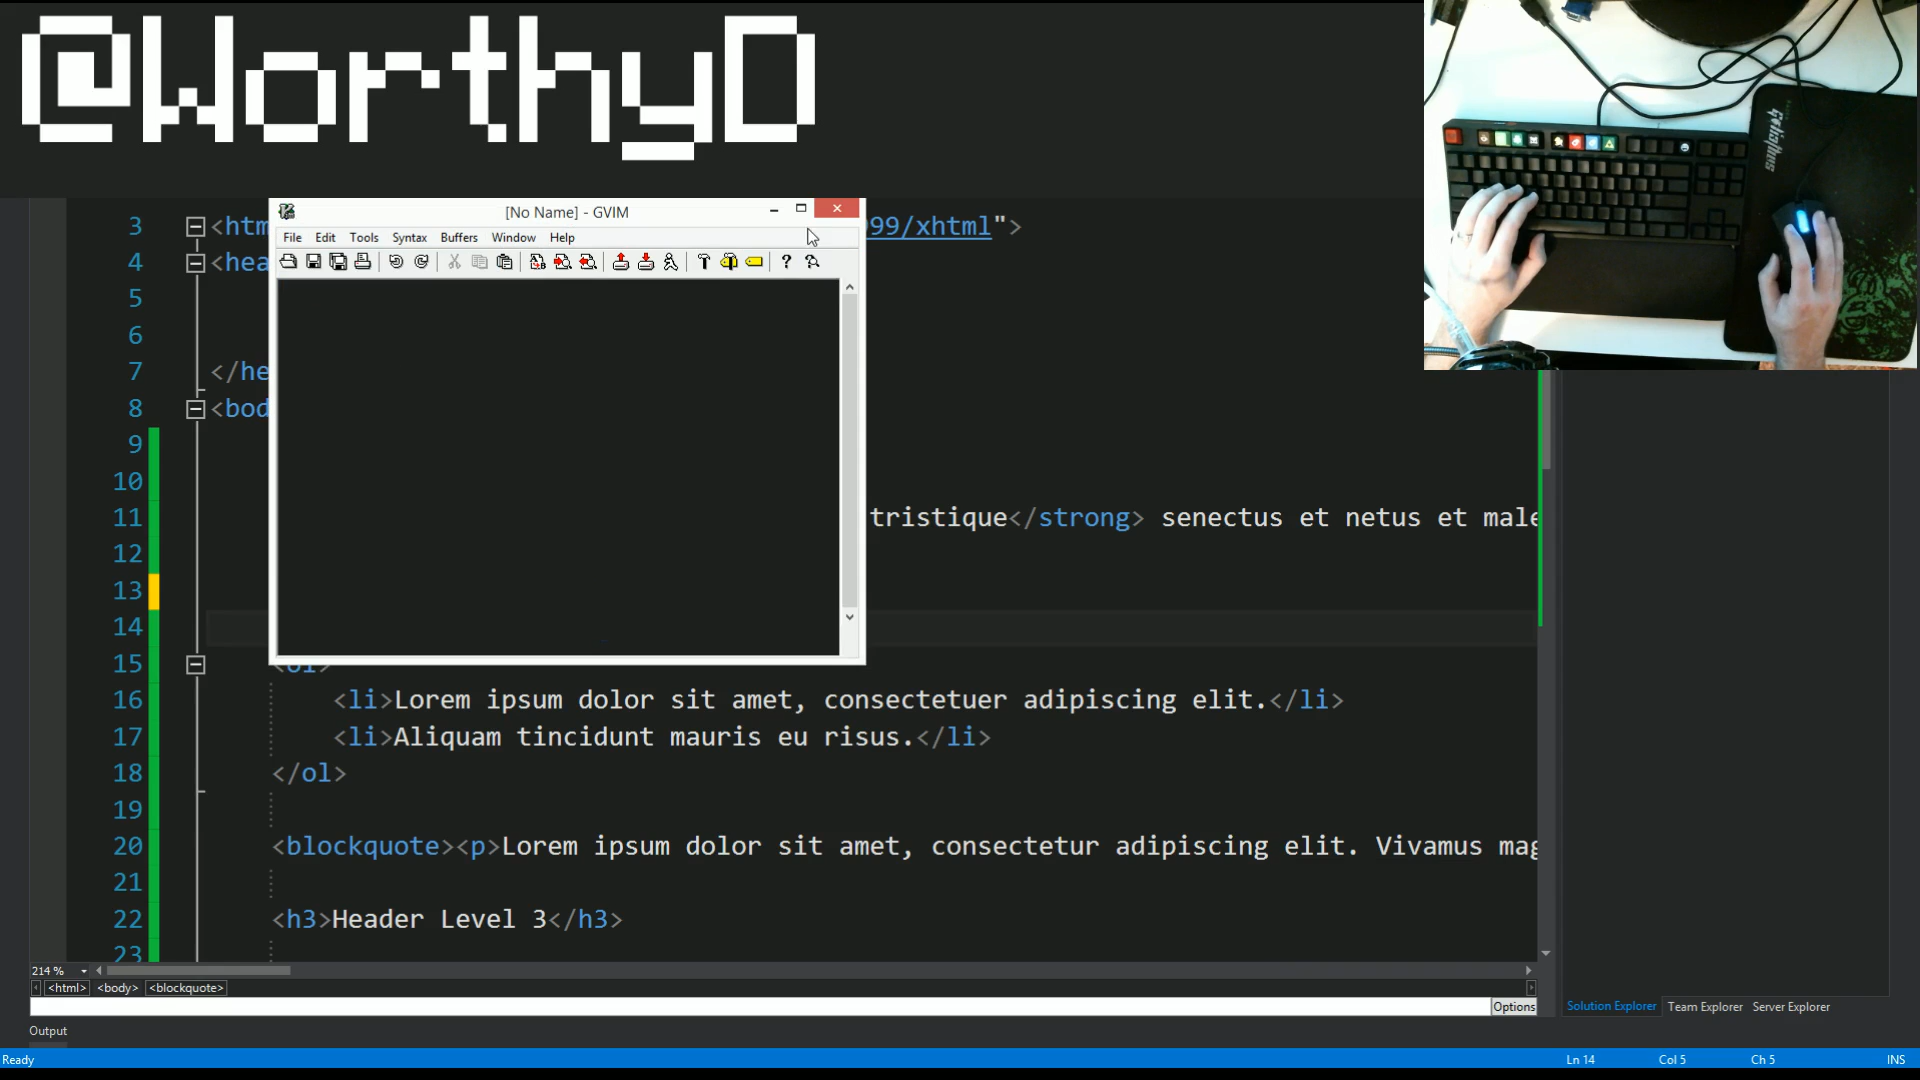 @WorthyD
[No Name] - GVIM
File Edit Tools Syntax Buffers Window Help
3 <htm 99/xhtml">
4 <hea
5
6
7 </he
8 <bod
9
10
11 tristique</strong> senectus et netus et male
12
13
14
15 <ol>
16 <li>Lorem ipsum dolor sit amet, consectetuer adipiscing elit.</li>
17 <li>Aliquam tincidunt mauris eu risus.</li>
18 </ol>
19
20 <blockquote><p>Lorem ipsum dolor sit amet, consectetur adipiscing elit. Vivamus mag
21
22 <h3>Header Level 3</h3>
23
214 %
<html> <body> <blockquote>
Options
Solution Explorer Team Explorer Server Explorer
Output
Ready Ln 14 Col 5 Ch 5 INS